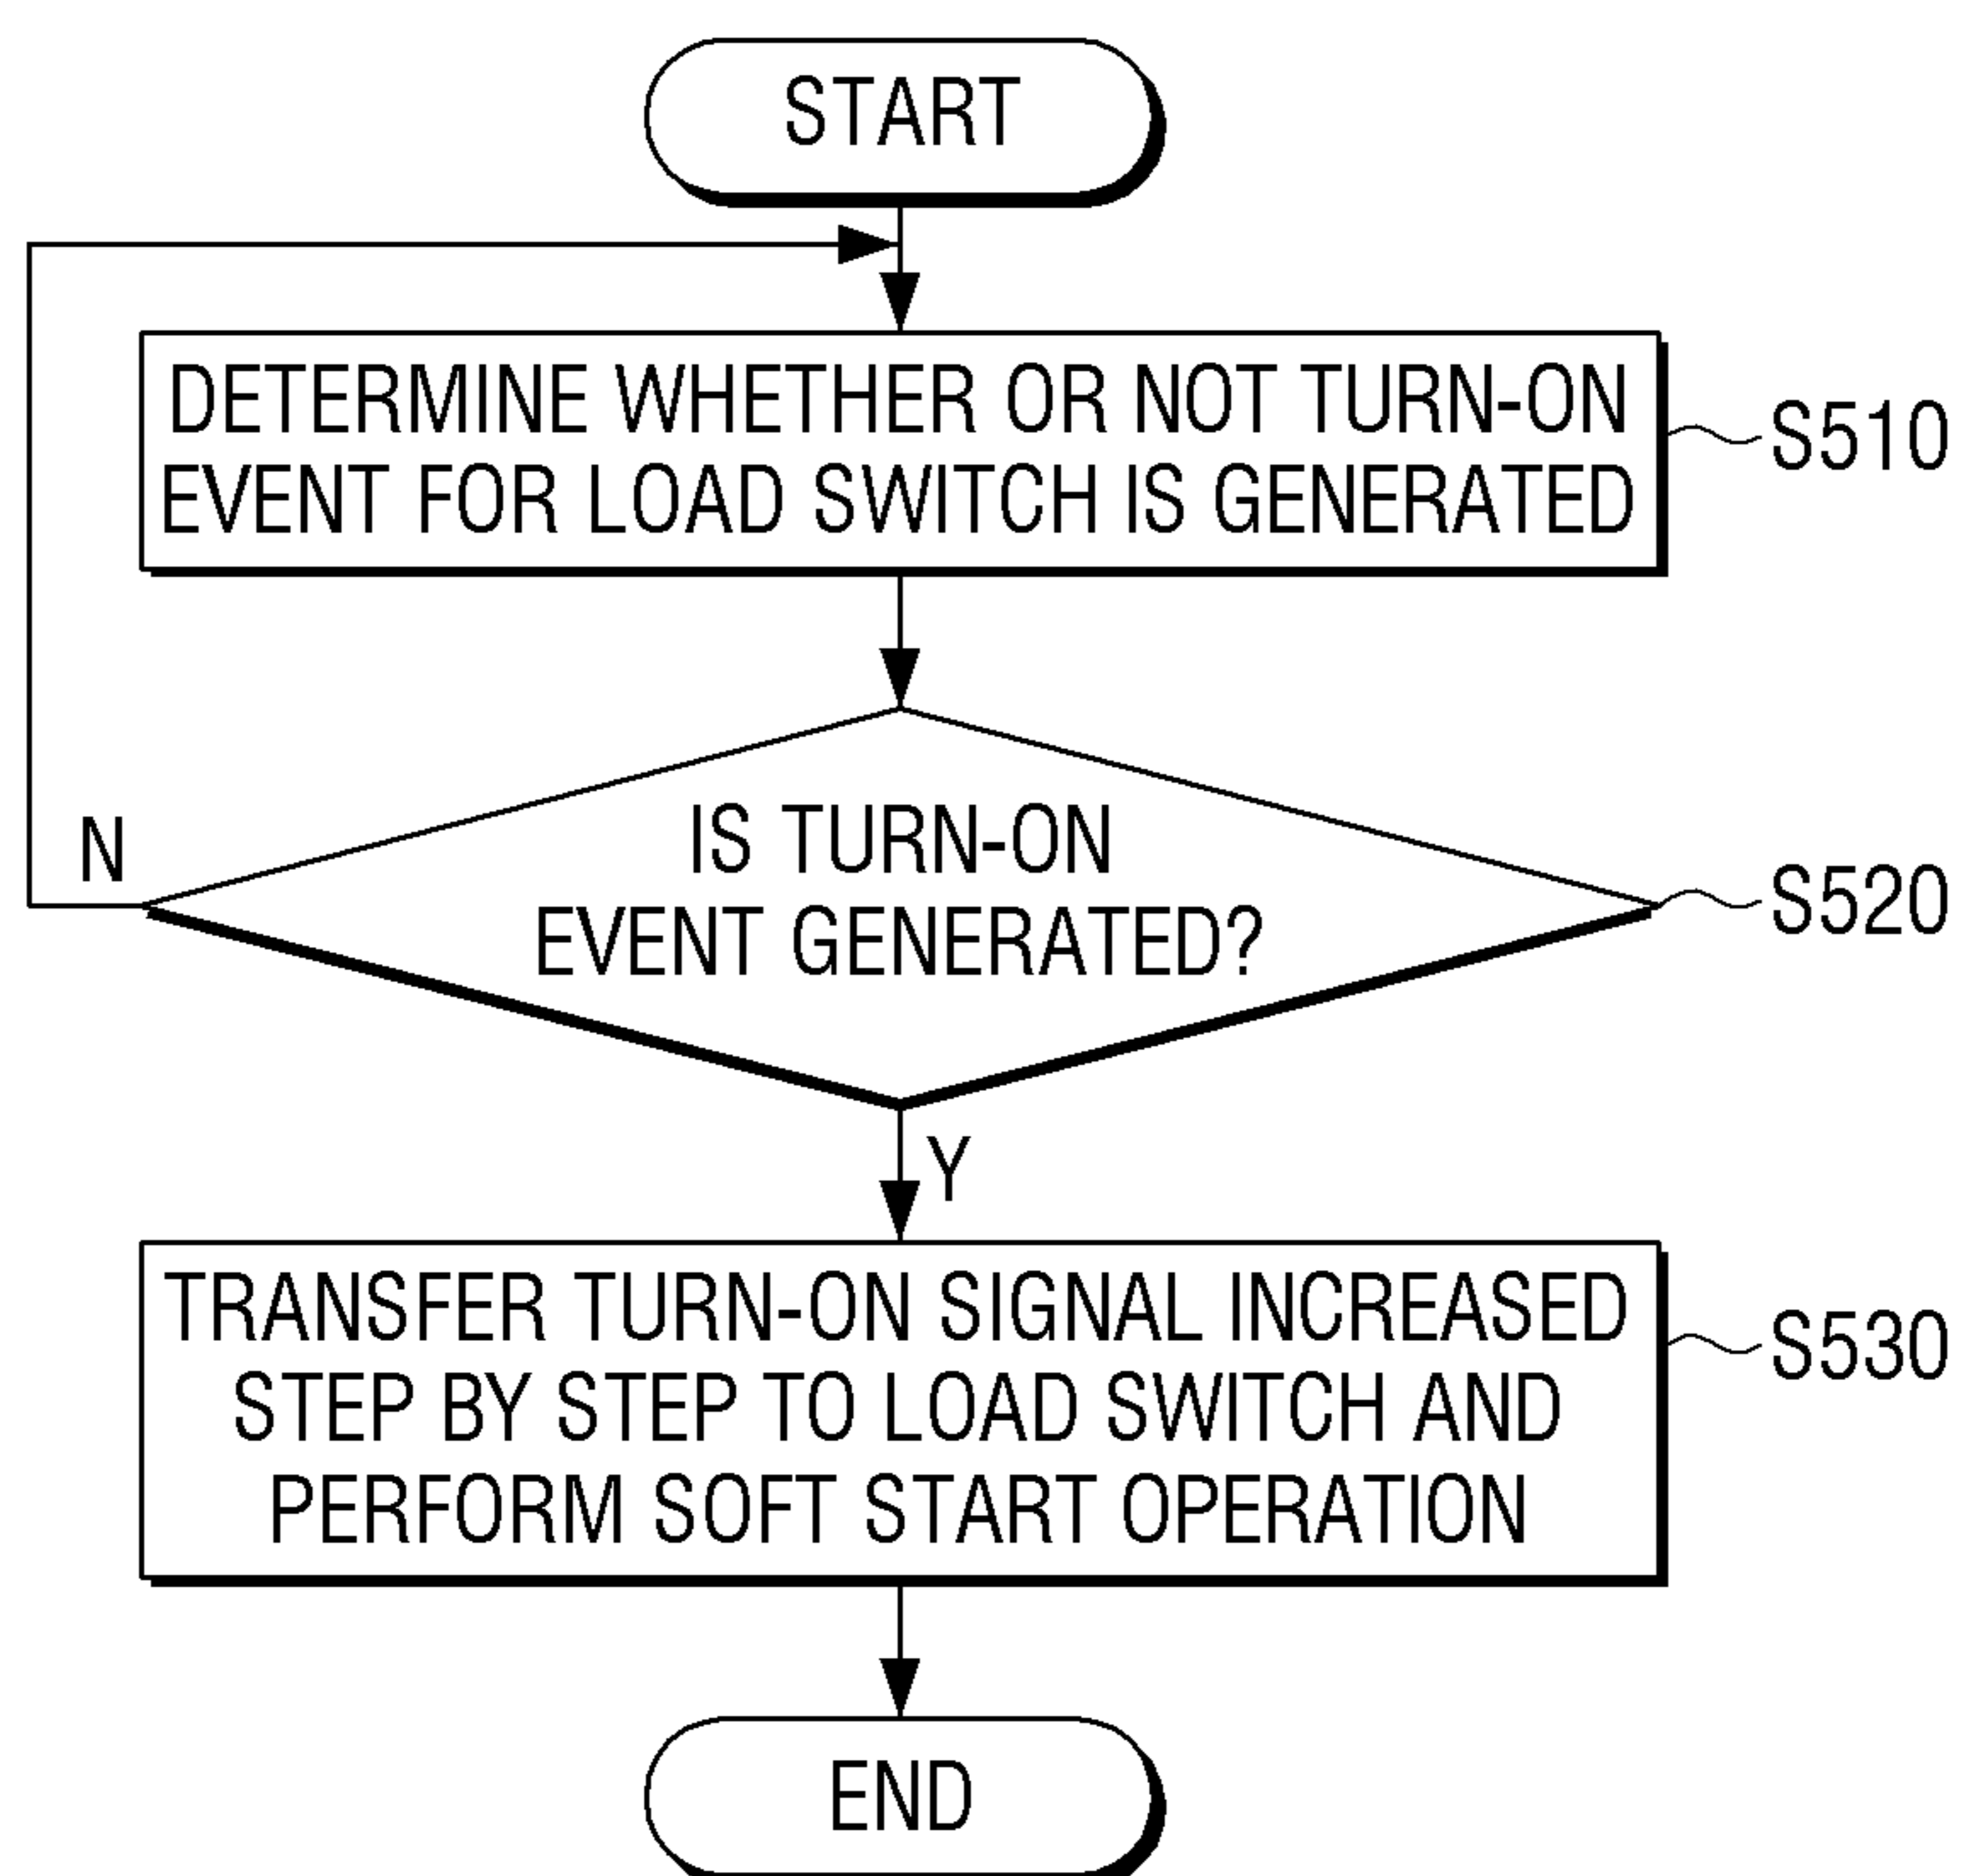 START
DETERMINE WHETHER OR NOT TURN-ON
EVENT FOR LOAD SWITCH IS GENERATED
S510
IS TURN-ON
EVENT GENERATED?
S520
N
Y
TRANSFER TURN-ON SIGNAL INCREASED
STEP BY STEP TO LOAD SWITCH AND
PERFORM SOFT START OPERATION
S530
END